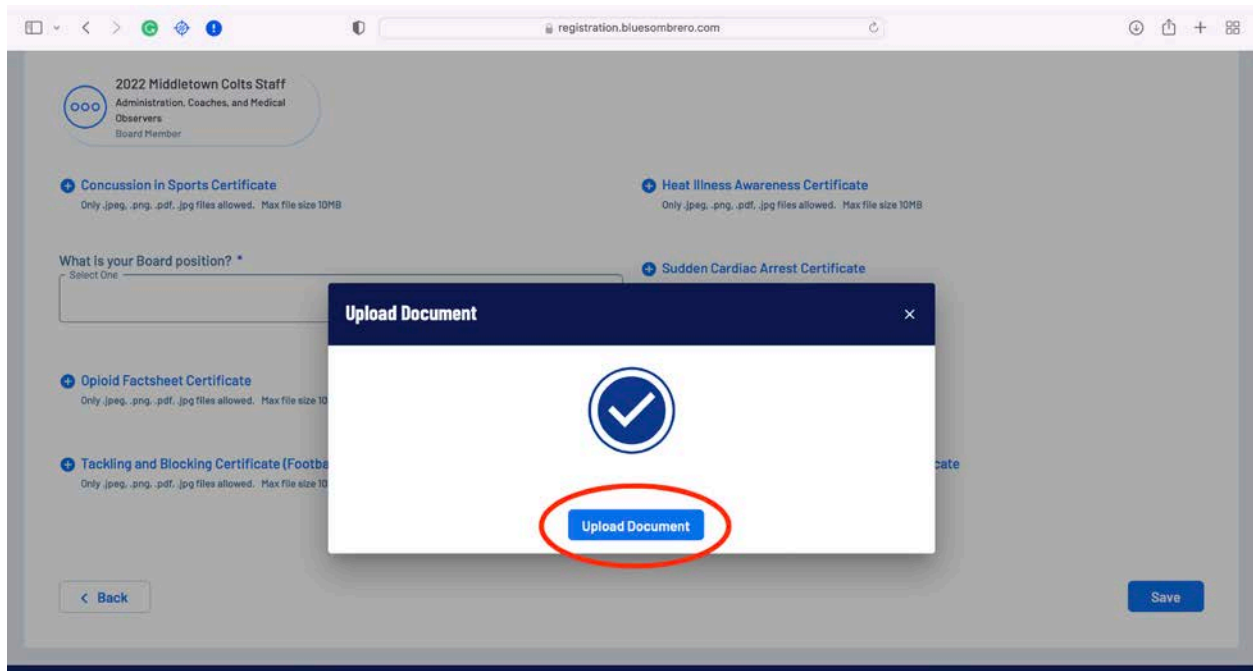 registration.bluesombrero.com
2022 Middletown Colts Staff
Administration, Coaches, and Medical
Observers
Board Member
Concussion in Sports Certificate
Only .jpeg, .png, .pdf, .jpg files allowed. Max file size 10MB
Heat Illness Awareness Certificate
Only .jpeg, .png, .pdf, .jpg files allowed. Max file size 10MB
What is your Board position? *
Select One
Sudden Cardiac Arrest Certificate
Upload Document
Opioid Factsheet Certificate
Only .jpeg, .png, .pdf, .jpg files allowed. Max file size 10
Tackling and Blocking Certificate (Footba
cate
Only .jpeg, .png, .pdf, .jpg files allowed. Max file size 10
Upload Document
< Back
Save